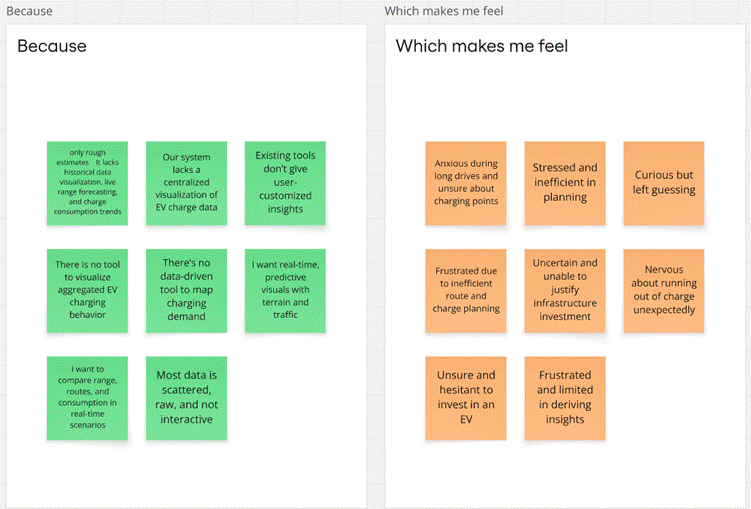 Because
Which makes me feel
Because
Which makes me feel
only rough
estimates It lacks
historical data
visualization, live
range forecasting,
and charge
consumption trends
Our system
lacks a
centralized
visualization of
EV charge data
Existing tools
don't give
user-
customized
insights
Anxious during
long drives and
unsure about
charging points
Stressed and
inefficient in
planning
Curious but
left guessing
There is no tool
to visualize
aggregated EV
charging
behavior
There's no
data-driven
tool to map
charging
demand
I want real-time,
predictive
visuals with
terrain and
traffic
Frustrated due
to inefficient
route and
charge planning
Uncertain and
unable to
justify
infrastructure
investment
Nervous
about running
out of charge
unexpectedly
I want to
compare range,
routes, and
consumption in
real-time
scenarios
Most data is
scattered,
raw, and not
interactive
Unsure and
hesitant to
invest in an
EV
Frustrated
and limited
in deriving
insights